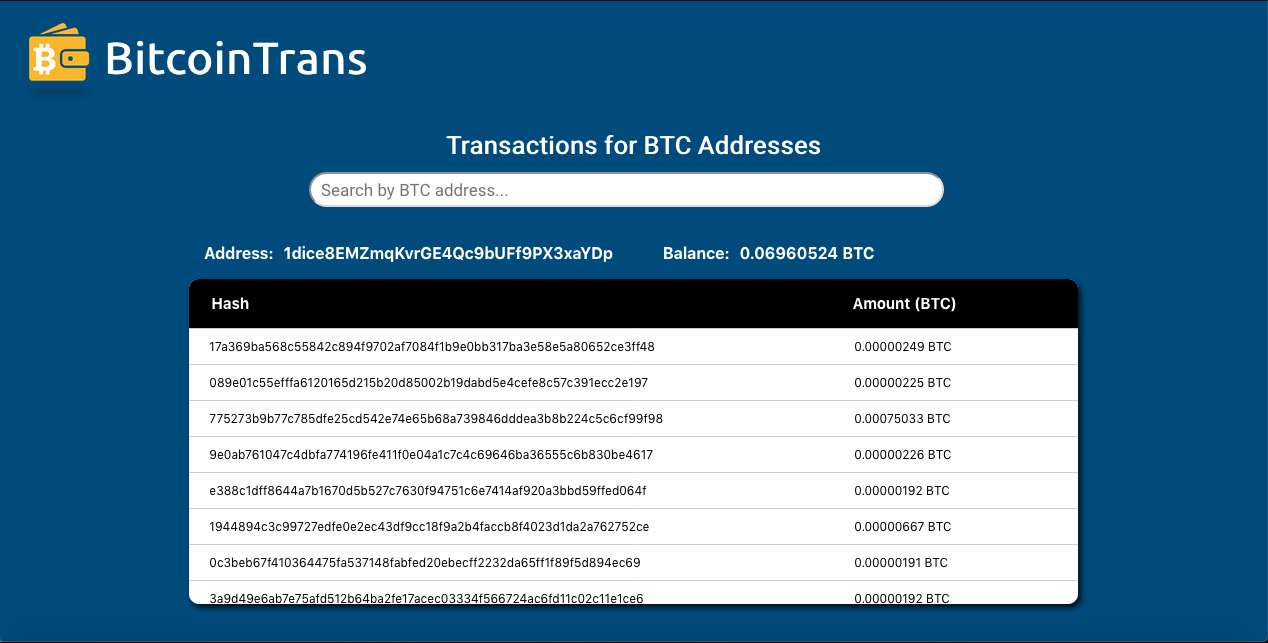 BitcoinTrans
Transactions for BTC Addresses
Search by BTC address...
Address: 1dice8EMZmqKvrGE4Qc9bUFf9PX3xaYDp Balance: 0.06960524 BTC
Hash Amount (BTC)
17a369ba568c55842c894f9702af7084f1b9e0bb317ba3e58e5a80652ce3ff48 0.00000249 BTC
089e01c55efffa6120165d215b20d85002b19dabd5e4cefe8c57c391ecc2e197 0.00000225 BTC
775273b9b77c785dfe25cd542e74e65b68a739846dddea3b8b224c5c6cf99f98 0.00075033 BTC
9e0ab761047c4dbfa774196fe411f0e04a1c7c4c69646ba36555c6b830be4617 0.00000226 BTC
e388c1dff8644a7b1670d5b527c7630f94751c6e7414af920a3bbd59ffed064f 0.00000192 BTC
1944894c3c99727edfe0e2ec43df9cc18f9a2b4faccb8f4023d1da2a762752ce 0.00000667 BTC
0c3beb67f410364475fa537148fabfed20ebecff2232da65ff1f89f5d894ec69 0.00000191 BTC
3a9d49e6ab7e75afd512b64ba2fe17acec03334f566724ac6fd11c02c11e1ce6 0.00000192 BTC